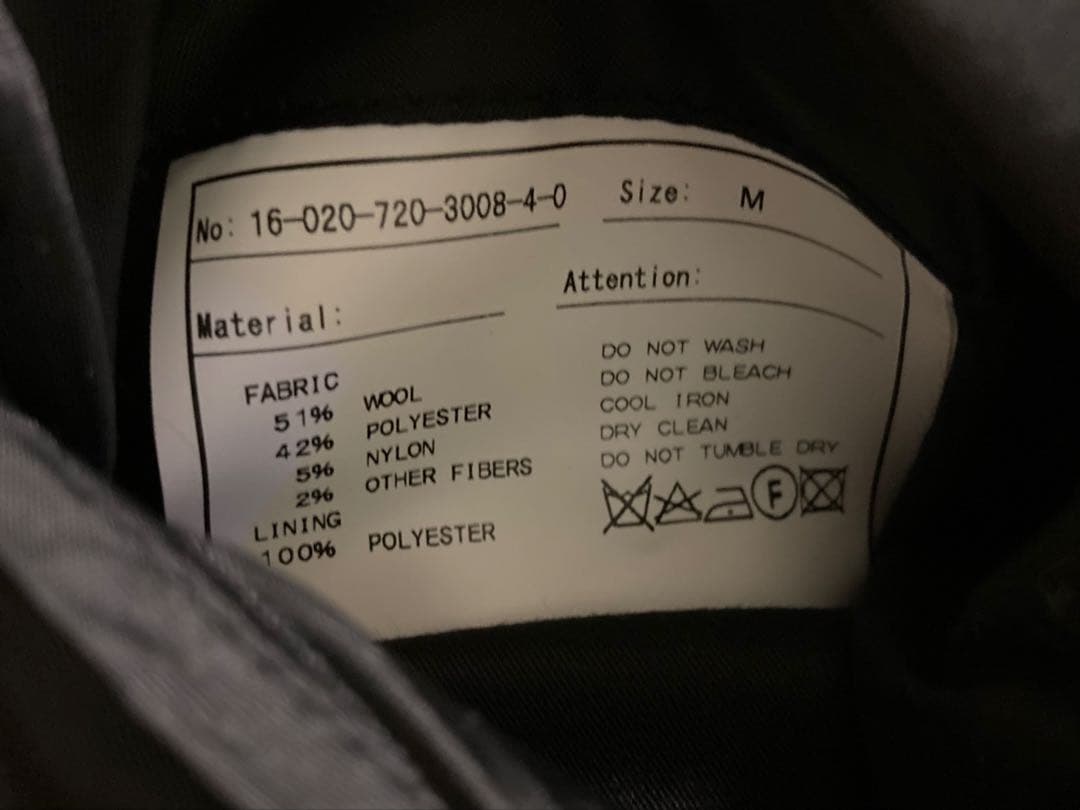 No: 16-020-720-3008-4-0 Size: M
Material:
FABRIC
51% WOOL
42% POLYESTER
5% NYLON
2% OTHER FIBERS
LINING
100% POLYESTER
Attention:
DO NOT WASH
DO NOT BLEACH
COOL IRON
DRY CLEAN
DO NOT TUMBLE DRY
F